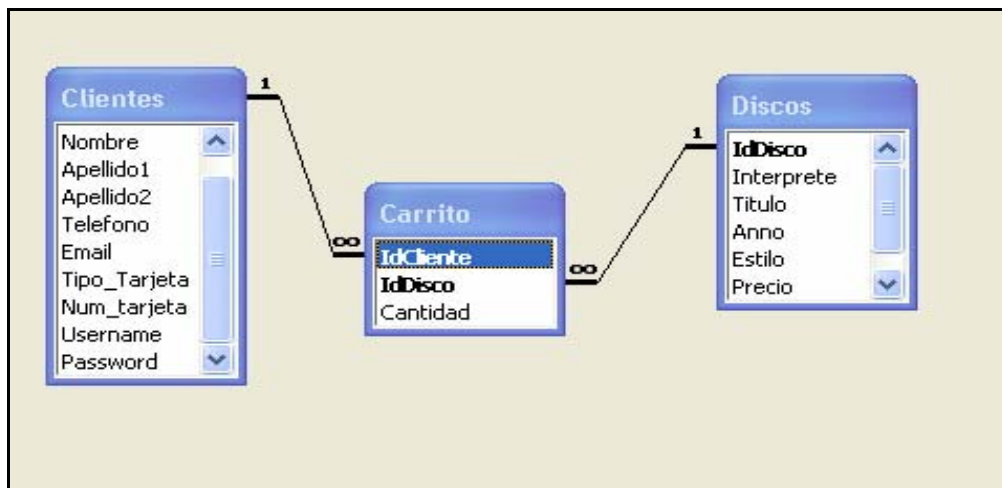 Clientes
Nombre
Apellido1
Apellido2
Telefono
Email
Tipo_Tarjeta
Num_tarjeta
Username
Password
1
∞
Carrito
IdCliente
IdDisco
Cantidad
∞
1
Discos
IdDisco
Interprete
Titulo
Anno
Estilo
Precio